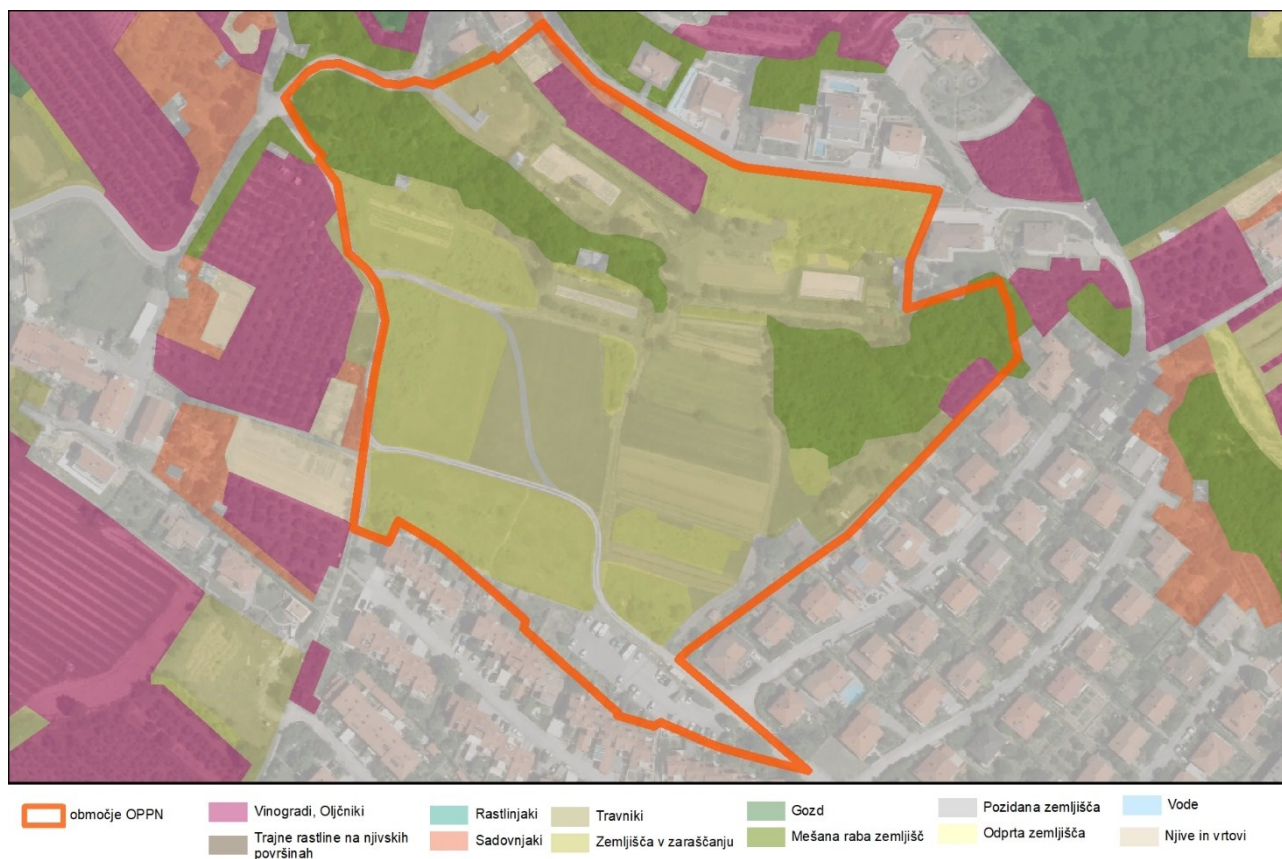 območje OPPN
Vinogradi, Oljčniki
Trajne rastline na njivskih
površinah
Rastlinjaki
Sadovnjaki
Travniki
Zemljišča v zaraščanju
Gozd
Mešana raba zemljišč
Pozidana zemljišča
Odprta zemljišča
Vode
Njive in vrtovi